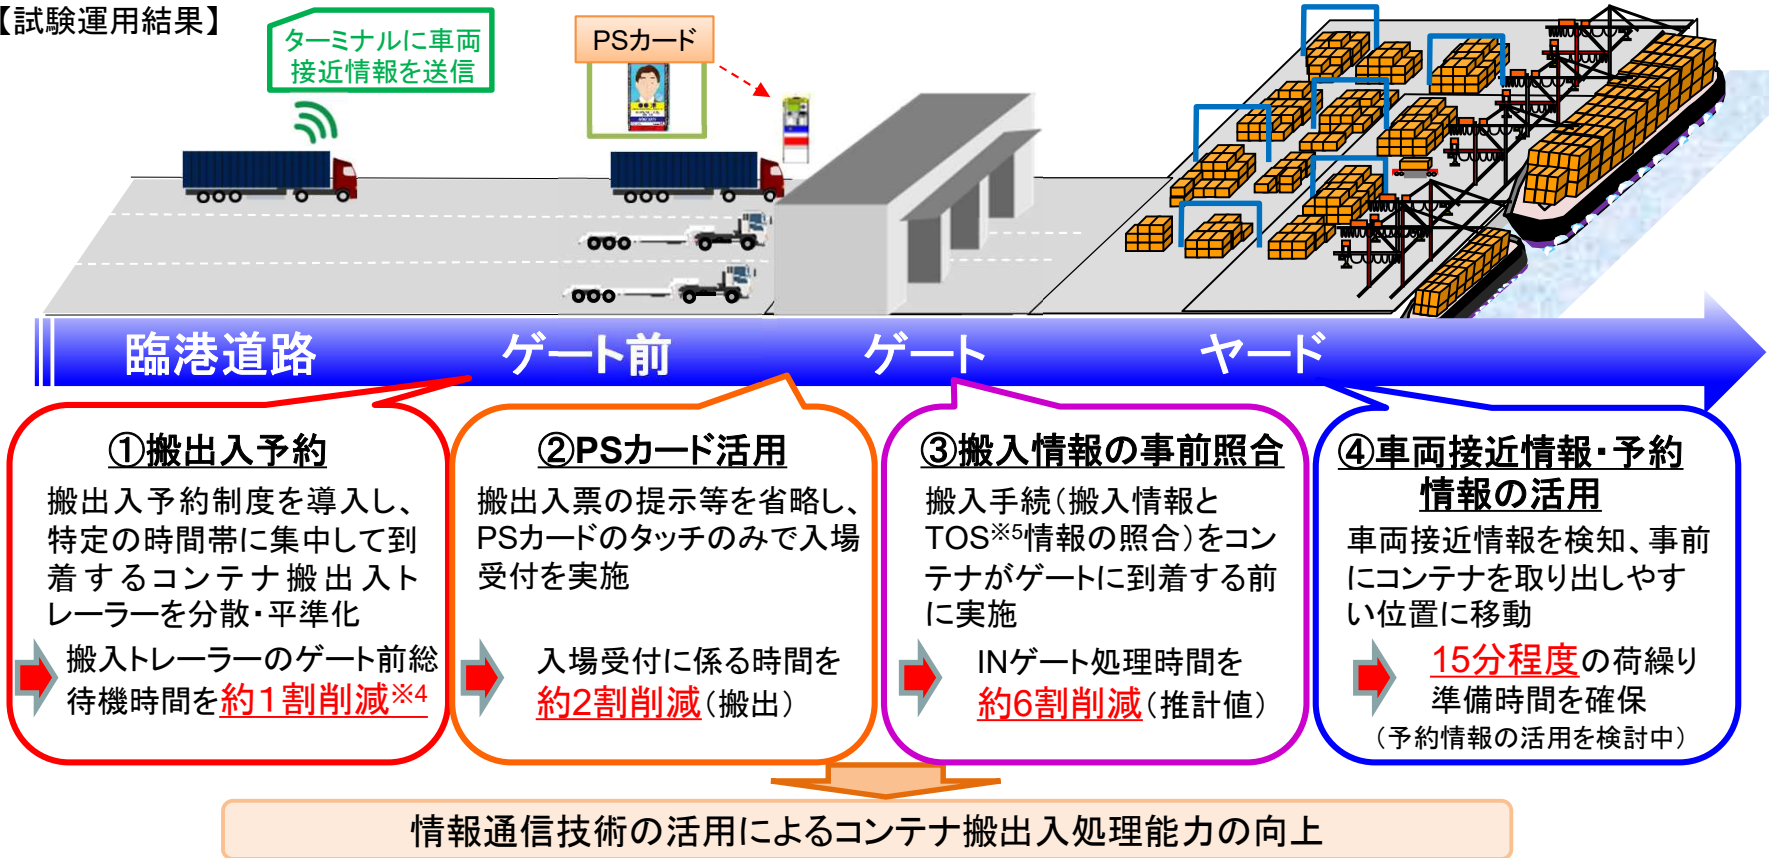 【試験運用結果】
ターミナルに車両
接近情報を送信
PSカード
臨港道路
ゲート前
ゲート
ヤード
①搬出入予約
搬出入予約制度を導入し、
特定の時間帯に集中して到
着するコンテナ搬出入ト
レーラーを分散・平準化
搬入トレーラーのゲート前総
待機時間を約1割削減※4
②PSカード活用
搬出入票の提示等を省略し、
PSカードのタッチのみで入場
受付を実施
入場受付に係る時間を
約2割削減(搬出)
③搬入情報の事前照合
搬入手続(搬入情報と
TOS※5情報の照合)をコン
テナがゲートに到着する前
に実施
INゲート処理時間を
約6割削減(推計値)
④車両接近情報・予約
情報の活用
車両接近情報を検知、事前
にコンテナを取り出しやす
い位置に移動
15分程度の荷繰り
準備時間を確保
(予約情報の活用を検討中)
情報通信技術の活用によるコンテナ搬出入処理能力の向上